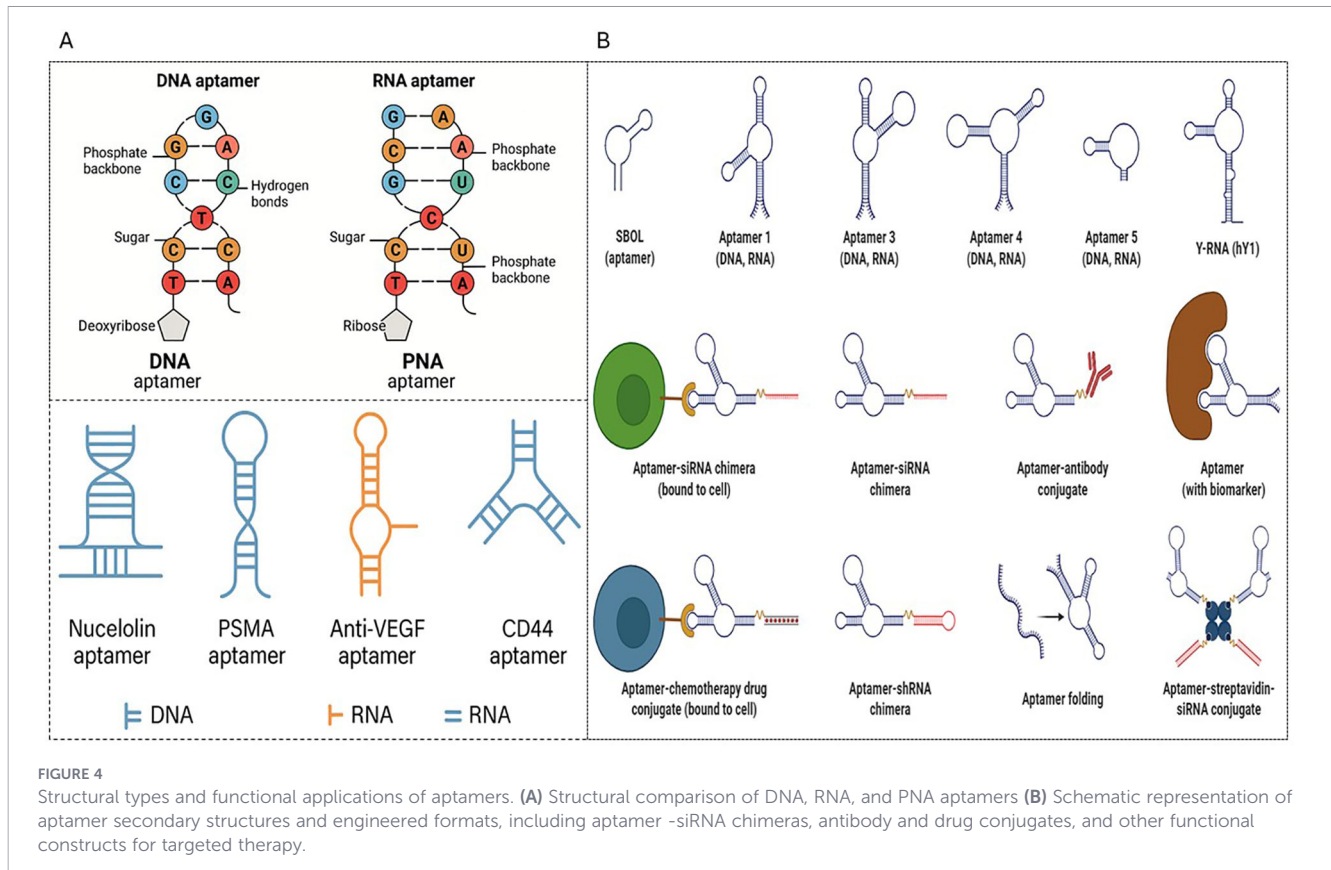 A
DNA aptamer
G
G
A
Phosphate
backbone
C
C
Hydrogen
bonds
T
Sugar
C
C
T
A
Deoxyribose
DNA
aptamer
RNA aptamer
G
A
C
A
Phosphate
backbone
G
U
C
Sugar
C
U
Phosphate
backbone
T
A
Ribose
PNA
aptamer
Nucelolin
aptamer
PSMA
aptamer
Anti-VEGF
aptamer
CD44
aptamer
DNA
RNA
RNA
B
SBOL
(aptamer)
Aptamer 1
(DNA, RNA)
Aptamer 3
(DNA, RNA)
Aptamer 4
(DNA, RNA)
Aptamer 5
(DNA, RNA)
Y-RNA (hY1)
Aptamer-siRNA chimera
(bound to cell)
Aptamer-siRNA
chimera
Aptamer-antibody
conjugate
Aptamer
(with biomarker)
Aptamer-chemotherapy drug
conjugate (bound to cell)
Aptamer-shRNA
chimera
Aptamer folding
Aptamer-streptavidin-
siRNA conjugate
FIGURE 4
Structural types and functional applications of aptamers. (A) Structural comparison of DNA, RNA, and PNA aptamers (B) Schematic representation of
aptamer secondary structures and engineered formats, including aptamer -siRNA chimeras, antibody and drug conjugates, and other functional
constructs for targeted therapy.